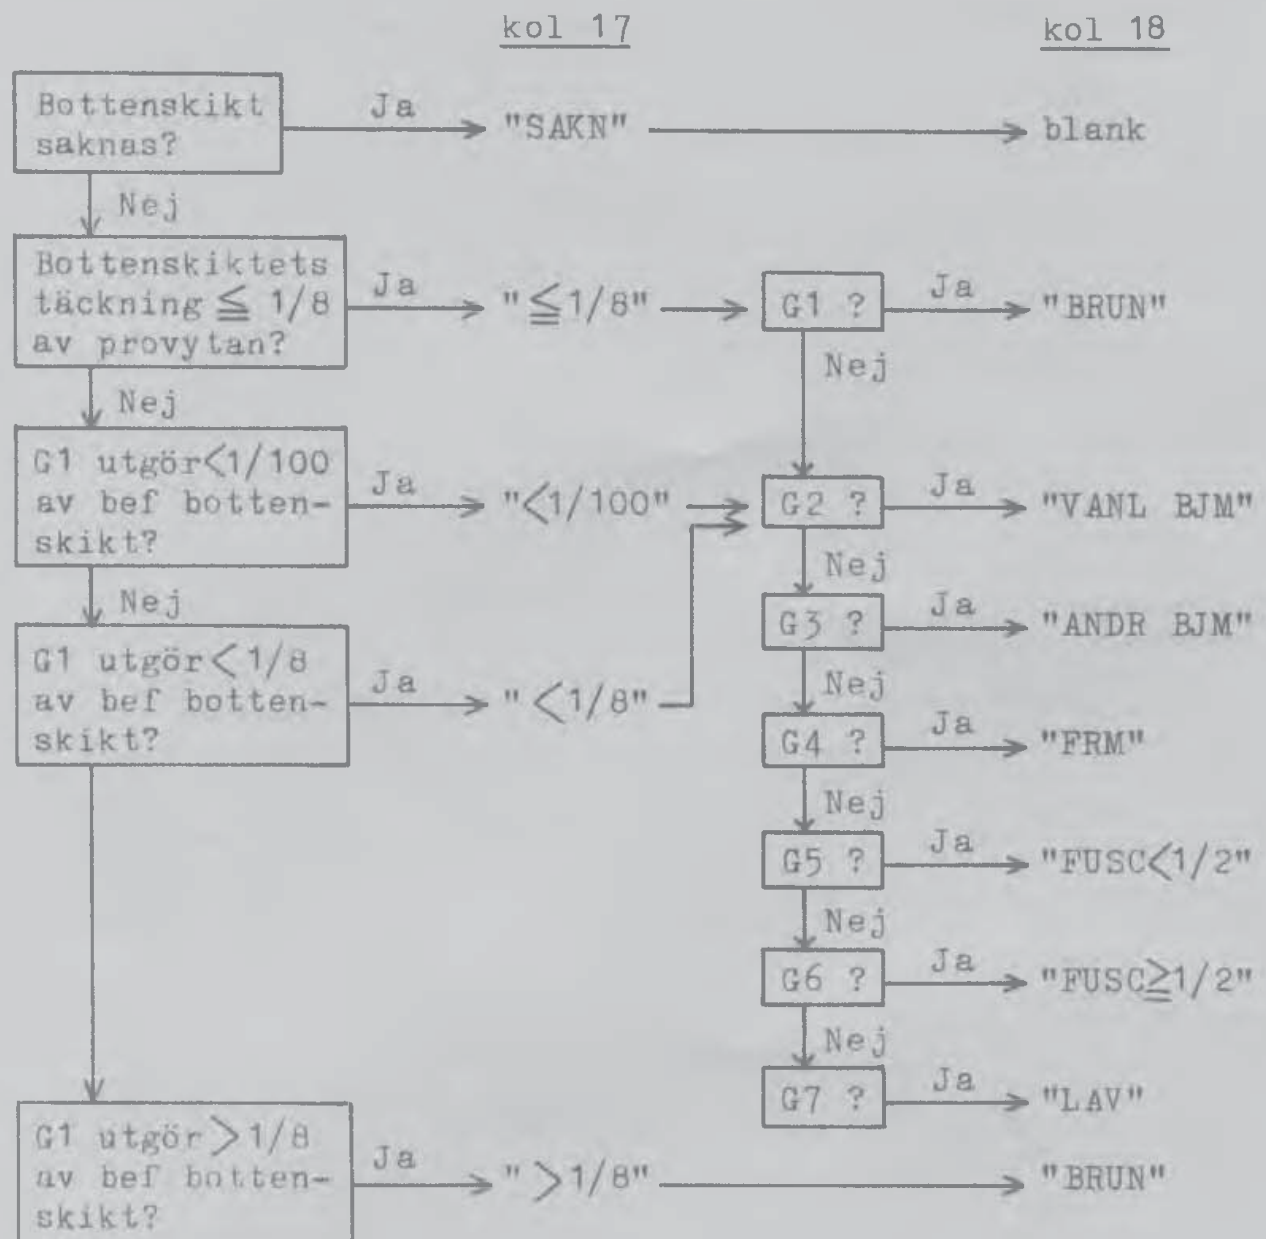 kol 17
kol 18
Bottenskikt
saknas?
Ja
"SAKN"
blank
Nej
Bottenskiktets
täckning ≦ 1/8
av provytan?
Ja
"≦1/8"
G1 ?
Ja
"BRUN"
Nej
Nej
G1 utgör<1/100
av bef botten-
skikt?
Ja
"<1/100"
G2 ?
Ja
"VANL BJM"
Nej
Nej
G3 ?
Ja
"ANDR BJM"
G1 utgör<1/8
av bef botten-
skikt?
Ja
"<1/8"
Nej
G4 ?
Ja
"FRM"
Nej
G5 ?
Ja
"FUSC<1/2"
Nej
G6 ?
Ja
"FUSC≧1/2"
Nej
G7 ?
Ja
"LAV"
G1 utgör>1/8
av bef botten-
skikt?
Ja
">1/8"
"BRUN"